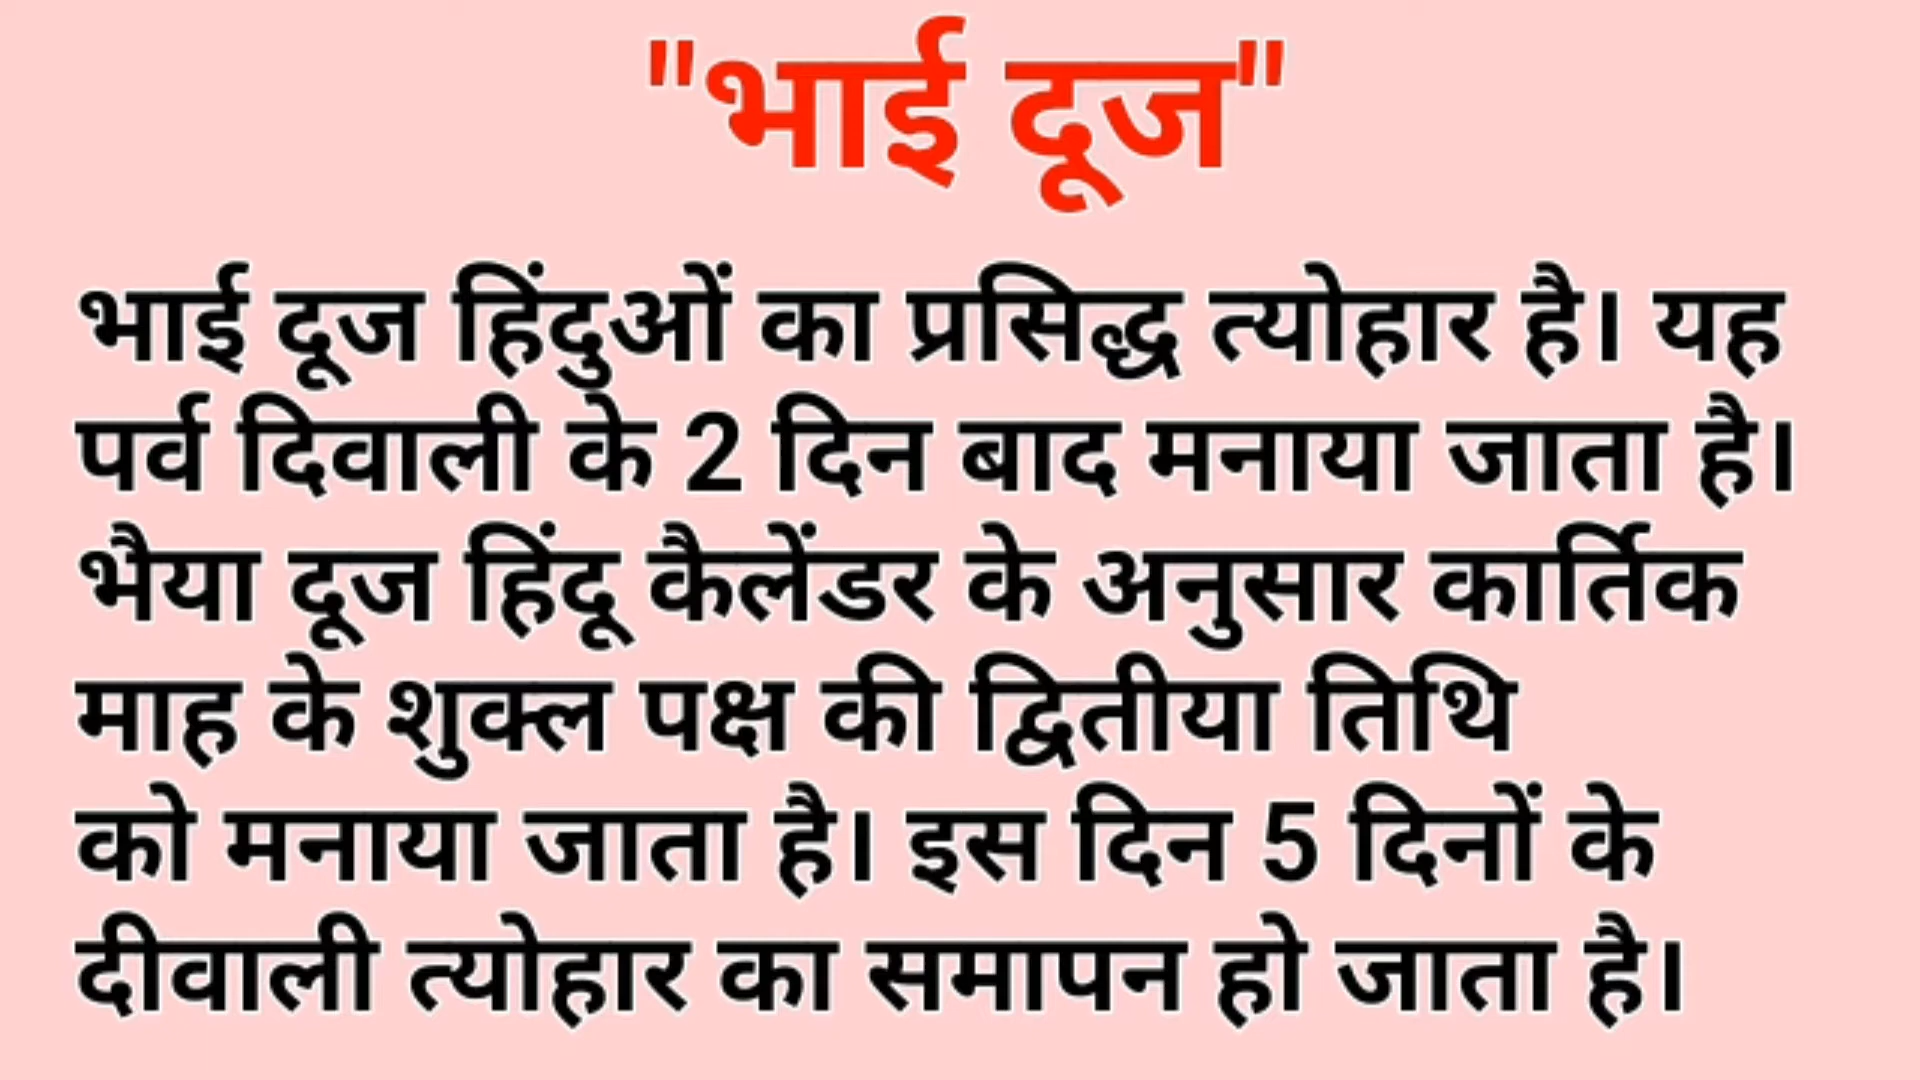 "भाई दूज"
भाई दूज हिंदुओं का प्रसिद्ध त्योहार है। यह
पर्व दिवाली के 2 दिन बाद मनाया जाता है।
भैया दूज हिंदू कैलेंडर के अनुसार कार्तिक
माह के शुक्ल पक्ष की द्वितीया तिथि
को मनाया जाता है। इस दिन 5 दिनों के
दीवाली त्योहार का समापन हो जाता है।